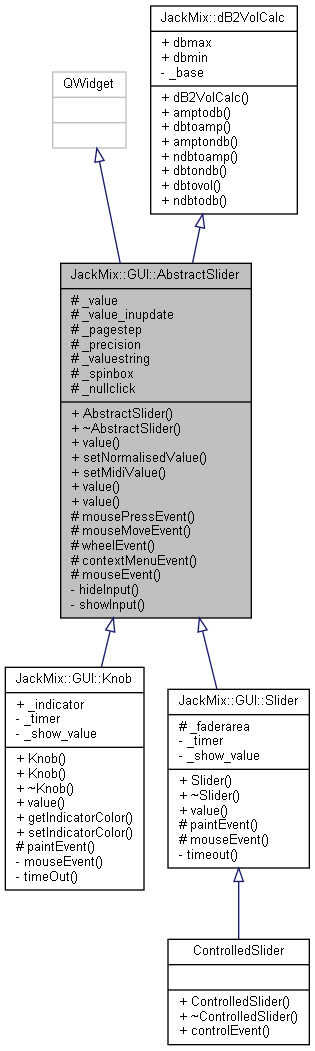 JackMix::dB2VolCalc
+ dbmax
+ dbmin
- _base
+ dB2VolCalc()
+ amptodb()
+ dbtoamp()
+ amptondb()
+ ndbtoamp()
+ dbtondb()
+ dbtovol()
+ ndbtodb()
QWidget
JackMix::GUI::AbstractSlider
# _value
# _value_inupdate
# _pagestep
# _precision
# _valuestring
# _spinbox
# _nullclick
+ AbstractSlider()
+ ~AbstractSlider()
+ value()
+ setNormalisedValue()
+ setMidiValue()
+ value()
+ value()
# mousePressEvent()
# mouseMoveEvent()
# wheelEvent()
# contextMenuEvent()
# mouseEvent()
- hideInput()
- showInput()
JackMix::GUI::Knob
+ _indicator
- _timer
- _show_value
+ Knob()
+ Knob()
+ ~Knob()
+ value()
+ getIndicatorColor()
+ setIndicatorColor()
# paintEvent()
- mouseEvent()
- timeOut()
JackMix::GUI::Slider
# _faderarea
- _timer
- _show_value
+ Slider()
+ ~Slider()
+ value()
# paintEvent()
# mouseEvent()
- timeout()
ControlledSlider
+ ControlledSlider()
+ ~ControlledSlider()
+ controlEvent()